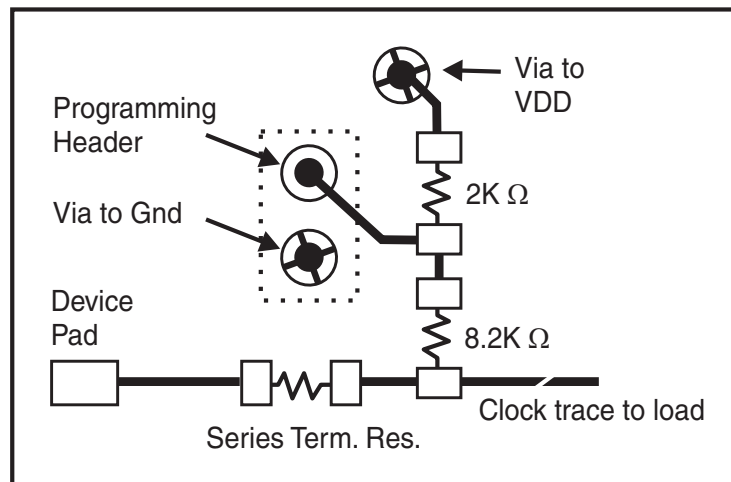 Via to
VDD
Programming
Header
2K Ω
Via to Gnd
Device
Pad
8.2K Ω
Clock trace to load
Series Term. Res.